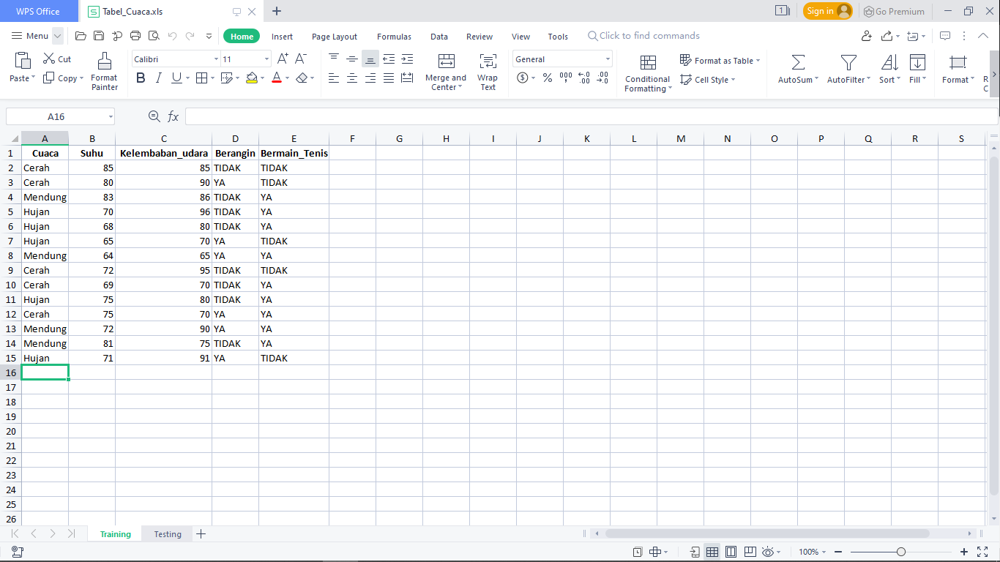 WPS Office Tabel_Cuaca.xls 1 Sign in Go Premium
Menu Home Insert Page Layout Formulas Data Review View Tools Click to find commands
Paste Cut Copy Format Painter Calibri 11 Merge and Center Wrap Text General Conditional Formatting Format as Table Cell Style AutoSum AutoFilter Sort Fill Format R C
A16 fx
A B C D E F G H I J K L M N O P Q R S
1 Cuaca Suhu Kelembaban_udara Berangin Bermain_Tenis
2 Cerah 85 85 TIDAK TIDAK
3 Cerah 80 90 YA TIDAK
4 Mendung 83 86 TIDAK YA
5 Hujan 70 96 TIDAK YA
6 Hujan 68 80 TIDAK YA
7 Hujan 65 70 YA TIDAK
8 Mendung 64 65 YA YA
9 Cerah 72 95 TIDAK TIDAK
10 Cerah 69 70 TIDAK YA
11 Hujan 75 80 TIDAK YA
12 Cerah 75 70 YA YA
13 Mendung 72 90 YA YA
14 Mendung 81 75 TIDAK YA
15 Hujan 71 91 YA TIDAK
16
17
18
19
20
21
22
23
24
25
26
Training Testing
100%